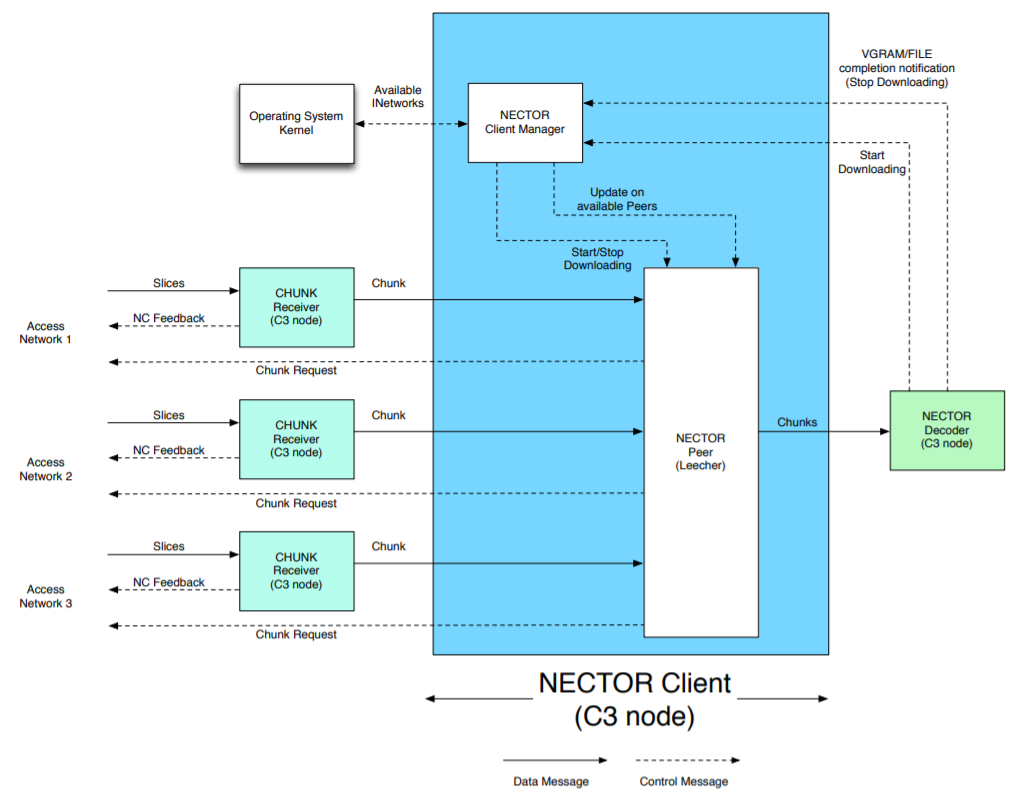 VGRAM/FILE
completion notification
(Stop Downloading)
Available
INetworks
Operating System
Kernel
NECTOR
Client Manager
Start
Downloading
Update on
available Peers
Start/Stop
Downloading
Slices
CHUNK
Receiver
(C3 node)
Chunk
NC Feedback
Access
Network 1
Chunk Request
Slices
CHUNK
Receiver
(C3 node)
Chunk
NC Feedback
Access
Network 2
Chunk Request
NECTOR
Peer
(Leecher)
Chunks
NECTOR
Decoder
(C3 node)
Slices
CHUNK
Receiver
(C3 node)
Chunk
NC Feedback
Access
Network 3
Chunk Request
NECTOR Client
(C3 node)
Data Message
Control Message